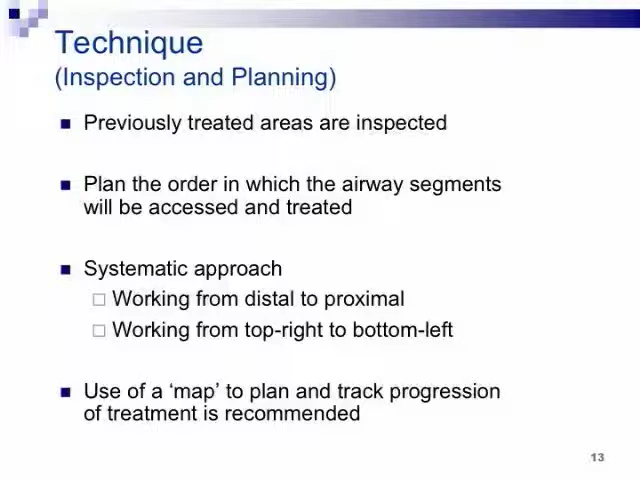 Technique
(Inspection and Planning)
Previously treated areas are inspected
Plan the order in which the airway segments
will be accessed and treated
Systematic approach
Working from distal to proximal
Working from top-right to bottom-left
Use of a ‘map’ to plan and track progression
of treatment is recommended
13